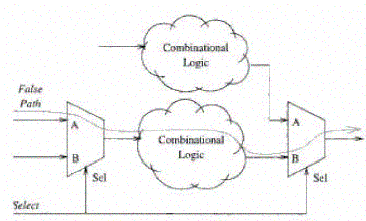 Combinational
Logic
False
Path
A
A
B
Combinational
Logic
B
Sel
Sel
Select